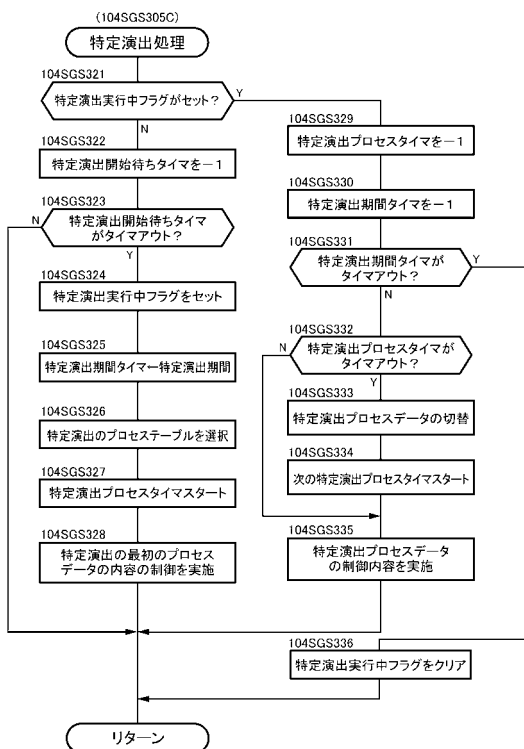 (104SGS305C)
特定演出処理
104SGS321
特定演出実行中フラグがセット?
Y
N
104SGS322
特定演出開始待ちタイマを－1
104SGS323
N
特定演出開始待ちタイマ
がタイムアウト?
Y
104SGS324
特定演出実行中フラグをセット
104SGS325
特定演出期間タイマ←特定演出期間
104SGS326
特定演出のプロセステーブルを選択
104SGS327
特定演出プロセスタイマスタート
104SGS328
特定演出の最初のプロセス
データの内容の制御を実施
104SGS329
特定演出プロセスタイマを－1
104SGS330
特定演出期間タイマを－1
104SGS331
特定演出期間タイマが
タイマアウト?
Y
N
104SGS332
N
特定演出プロセスタイマが
タイマアウト?
Y
104SGS333
特定演出プロセスデータの切替
104SGS334
次の特定演出プロセスタイマスタート
104SGS335
特定演出プロセスデータ
の制御内容を実施
104SGS336
特定演出実行中フラグをクリア
リターン